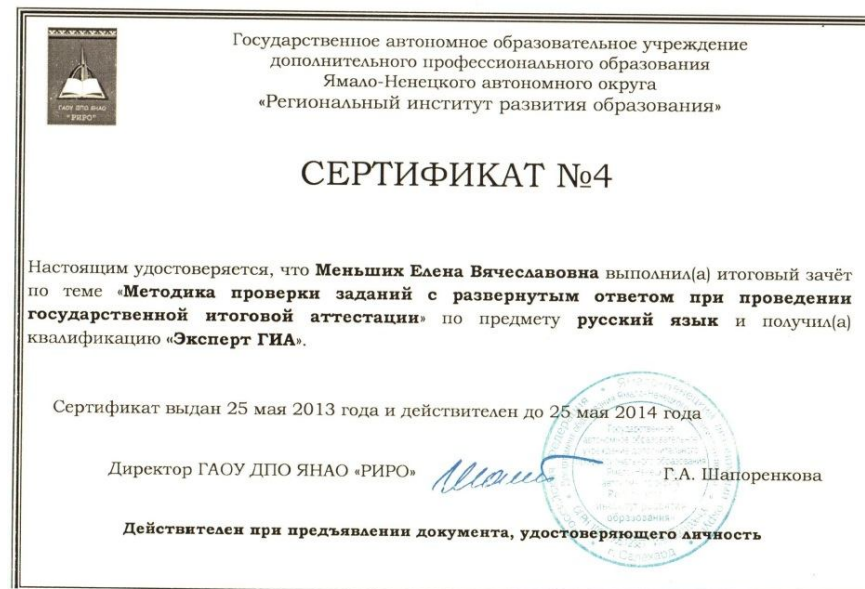 Государственное автономное образовательное учреждение
дополнительного профессионального образования
Ямало-Ненецкого автономного округа
«Региональный институт развития образования»
ГАОУ ДПО ЯНАО
"РИРО"
СЕРТИФИКАТ №4
Настоящим удостоверяется, что Меньших Елена Вячеславовна выполнил(а) итоговый зачёт
по теме «Методика проверки заданий с развернутым ответом при проведении
государственной итоговой аттестации» по предмету русский язык и получил(а)
квалификацию «Эксперт ГИА».
Сертификат выдан 25 мая 2013 года и действителен до 25 мая 2014 года
Директор ГАОУ ДПО ЯНАО «РИРО»
Г.А. Шапоренкова
Действителен при предъявлении документа, удостоверяющего личность
г. Салехард